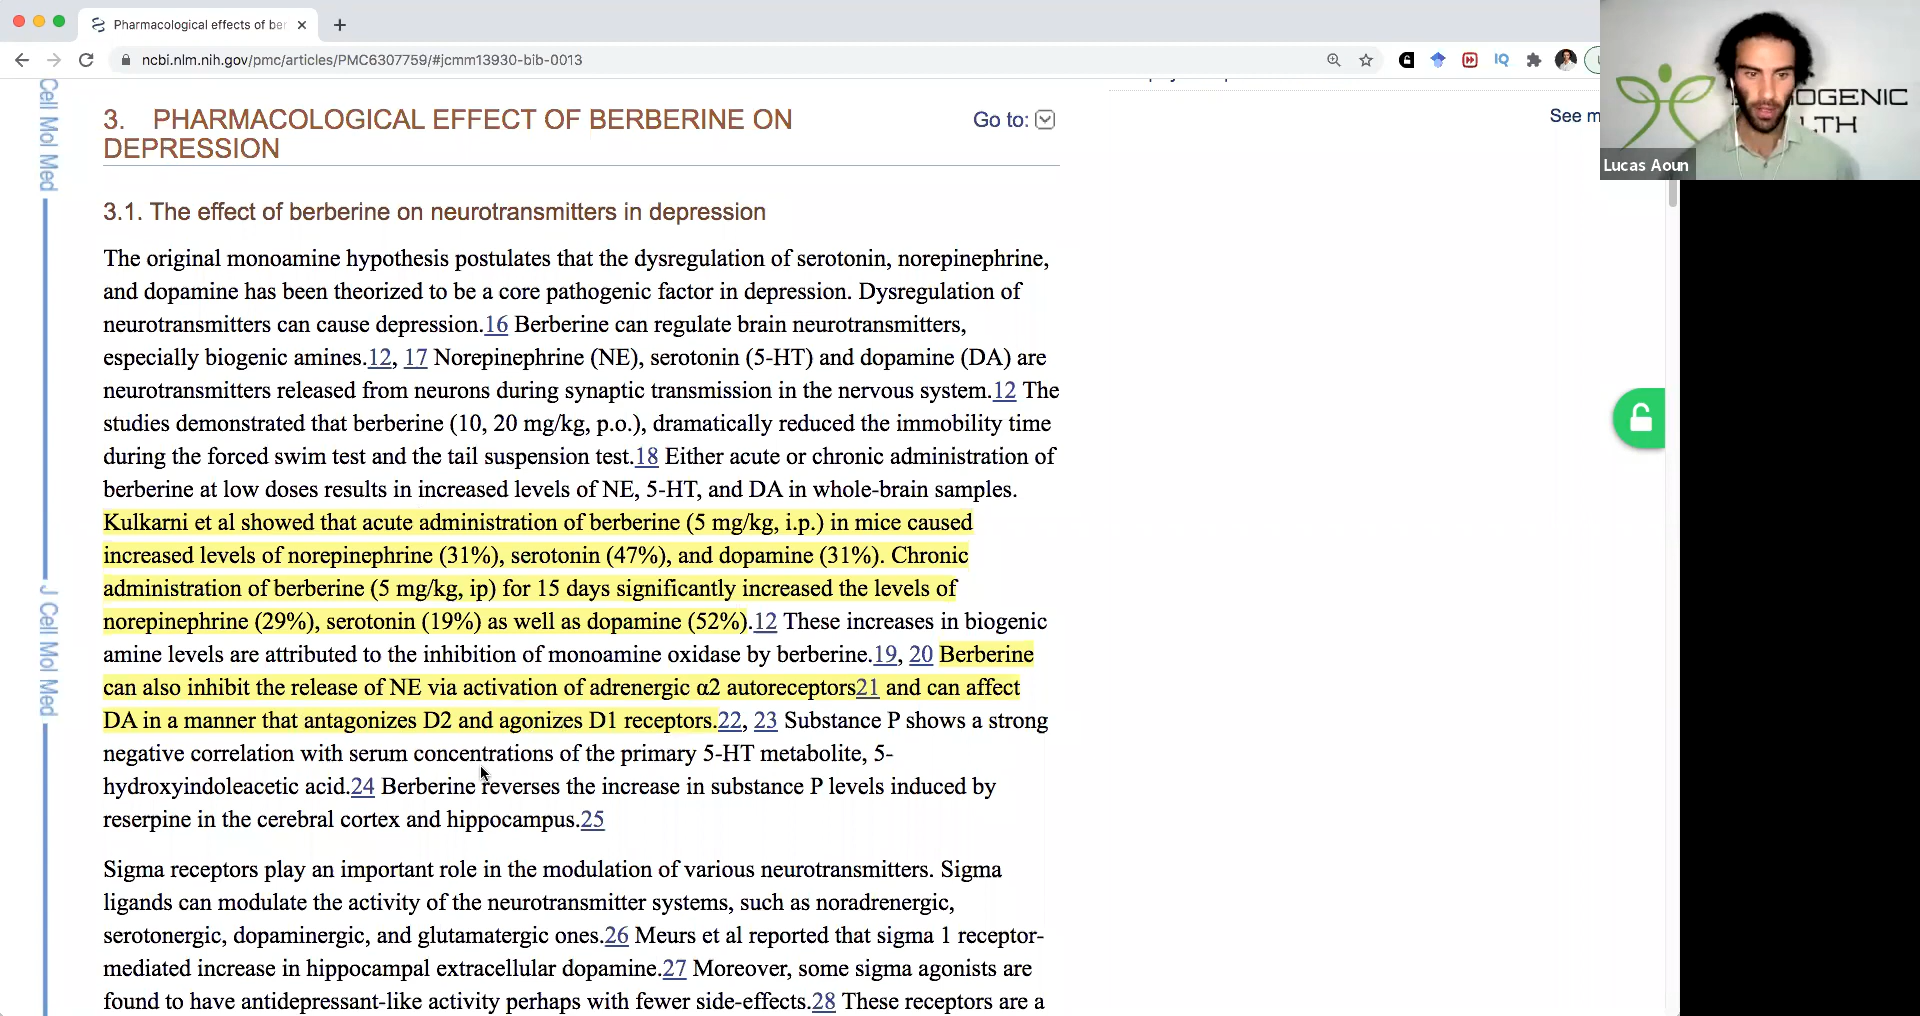 Pharmacological effects of ber
ncbi.nlm.nih.gov/pmc/articles/PMC6307759/#jcmm13930-bib-0013
IQ
Cell Mol Med
J Cell Mol Med
3. PHARMACOLOGICAL EFFECT OF BERBERINE ON
DEPRESSION
Go to:
See m
OGENIC
LTH
Lucas Aoun
3.1. The effect of berberine on neurotransmitters in depression
The original monoamine hypothesis postulates that the dysregulation of serotonin, norepinephrine,
and dopamine has been theorized to be a core pathogenic factor in depression. Dysregulation of
neurotransmitters can cause depression.16 Berberine can regulate brain neurotransmitters,
especially biogenic amines.12, 17 Norepinephrine (NE), serotonin (5-HT) and dopamine (DA) are
neurotransmitters released from neurons during synaptic transmission in the nervous system.12 The
studies demonstrated that berberine (10, 20 mg/kg, p.o.), dramatically reduced the immobility time
during the forced swim test and the tail suspension test.18 Either acute or chronic administration of
berberine at low doses results in increased levels of NE, 5-HT, and DA in whole-brain samples.
Kulkarni et al showed that acute administration of berberine (5 mg/kg, i.p.) in mice caused
increased levels of norepinephrine (31%), serotonin (47%), and dopamine (31%). Chronic
administration of berberine (5 mg/kg, ip) for 15 days significantly increased the levels of
norepinephrine (29%), serotonin (19%) as well as dopamine (52%).12 These increases in biogenic
amine levels are attributed to the inhibition of monoamine oxidase by berberine.19, 20 Berberine
can also inhibit the release of NE via activation of adrenergic α2 autoreceptors21 and can affect
DA in a manner that antagonizes D2 and agonizes D1 receptors.22, 23 Substance P shows a strong
negative correlation with serum concentrations of the primary 5-HT metabolite, 5-
hydroxyindoleacetic acid.24 Berberine reverses the increase in substance P levels induced by
reserpine in the cerebral cortex and hippocampus.25
Sigma receptors play an important role in the modulation of various neurotransmitters. Sigma
ligands can modulate the activity of the neurotransmitter systems, such as noradrenergic,
serotonergic, dopaminergic, and glutamatergic ones.26 Meurs et al reported that sigma 1 receptor-
mediated increase in hippocampal extracellular dopamine.27 Moreover, some sigma agonists are
found to have antidepressant-like activity perhaps with fewer side-effects.28 These receptors are a